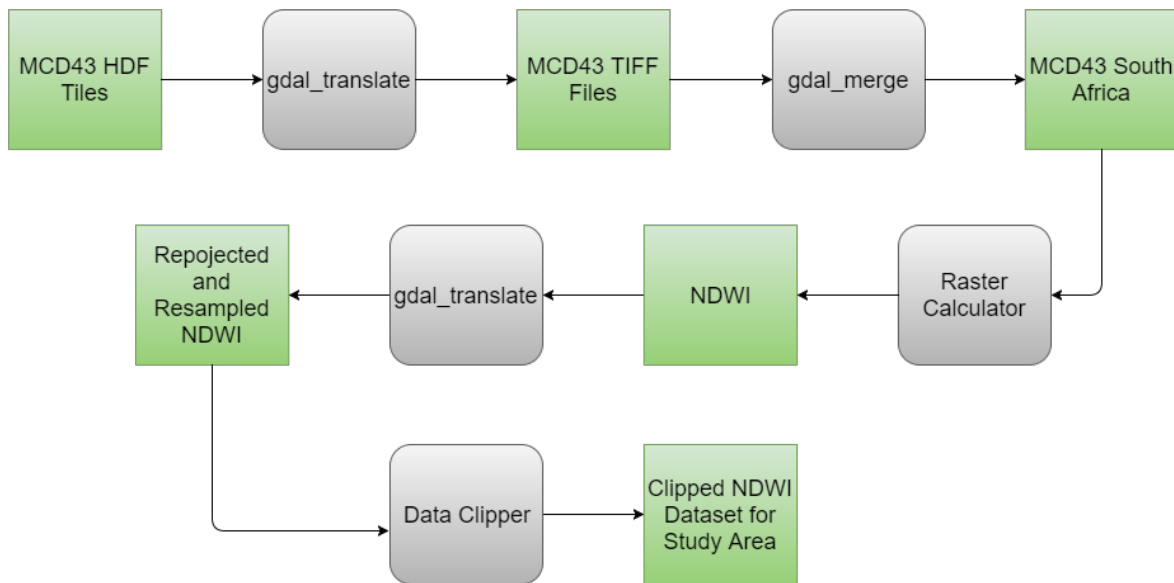 MCD43 HDF
Tiles
gdal_translate
MCD43 TIFF
Files
gdal_merge
MCD43 South
Africa
Repojected
and
Resampled
NDWI
gdal_translate
NDWI
Raster
Calculator
Data Clipper
Clipped NDWI
Dataset for
Study Area